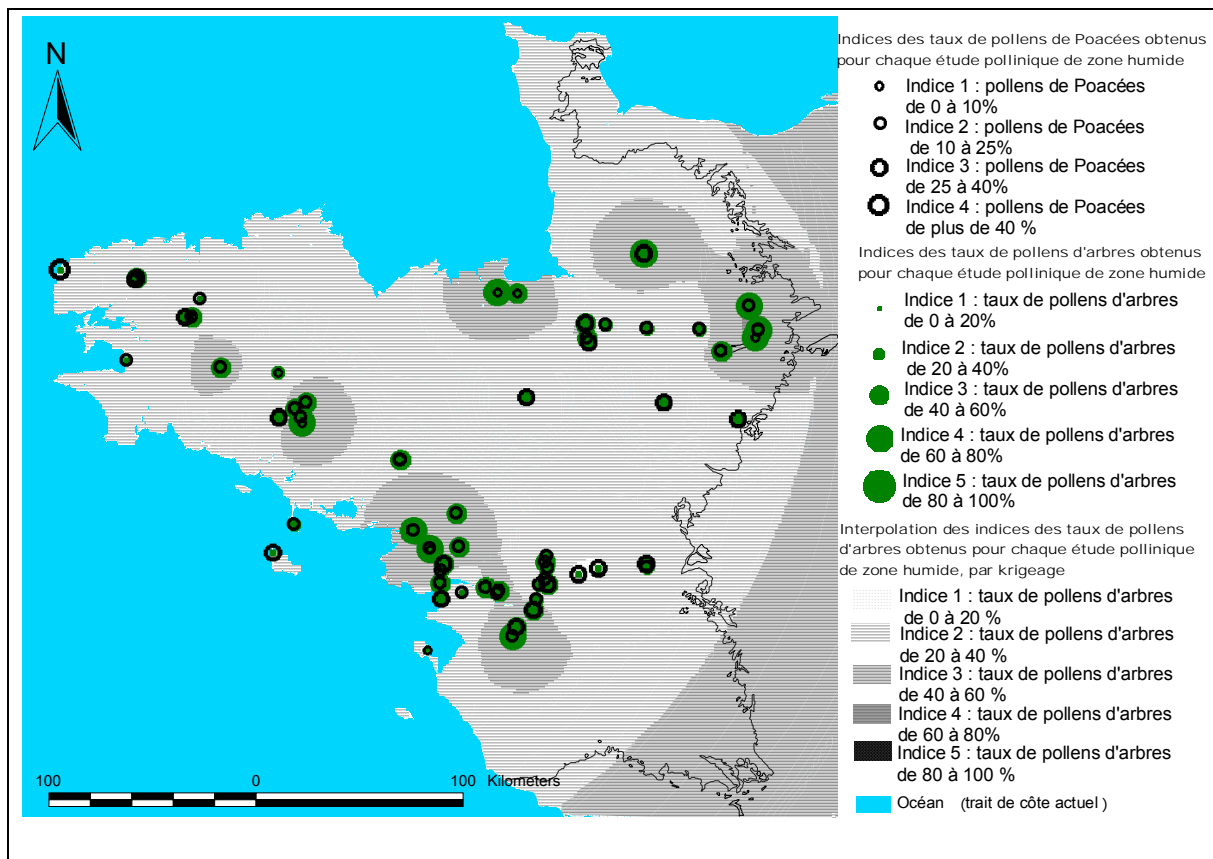 N
Indices des taux de pollens de Poacées obtenus
pour chaque étude pollinique de zone humide
Indice 1 : pollens de Poacées
de 0 à 10%
Indice 2 : pollens de Poacées
de 10 à 25%
Indice 3 : pollens de Poacées
de 25 à 40%
Indice 4 : pollens de Poacées
de plus de 40 %
Indices des taux de pollens d'arbres obtenus
pour chaque étude pollinique de zone humide
Indice 1 : taux de pollens d'arbres
de 0 à 20%
Indice 2 : taux de pollens d'arbres
de 20 à 40%
Indice 3 : taux de pollens d'arbres
de 40 à 60%
Indice 4 : taux de pollens d'arbres
de 60 à 80%
Indice 5 : taux de pollens d'arbres
de 80 à 100%
Interpolation des indices des taux de pollens
d'arbres obtenus pour chaque étude pollinique
de zone humide, par krigeage
Indice 1 : taux de pollens d'arbres
de 0 à 20 %
Indice 2 : taux de pollens d'arbres
de 20 à 40 %
Indice 3 : taux de pollens d'arbres
de 40 à 60 %
Indice 4 : taux de pollens d'arbres
de 60 à 80%
Indice 5 : taux de pollens d'arbres
de 80 à 100 %
Océan (trait de côte actuel )
100 0 100 Kilometers